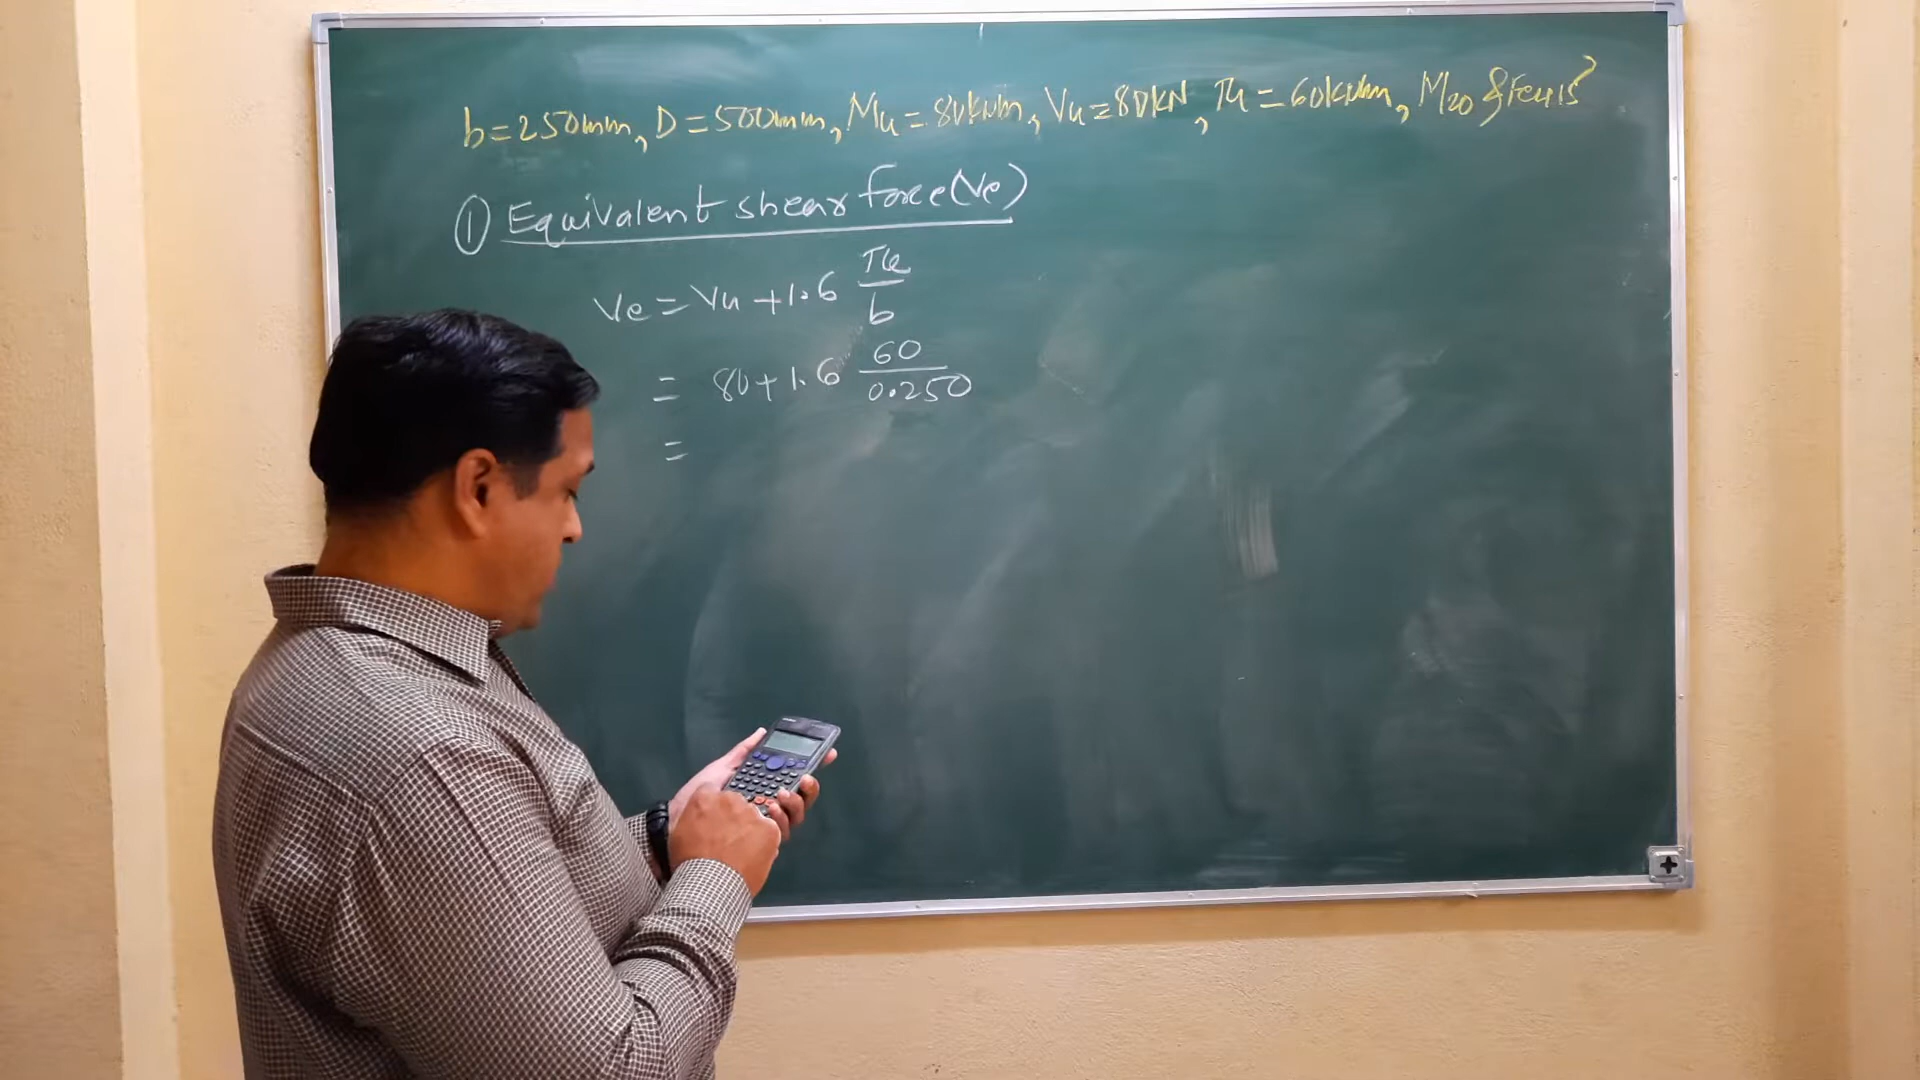 b=250mm, D=500mm, Mu=80kNm, Vu=80kN, Tu=60kNm, M20 & Fe415?
① Equivalent shear force (Ve)
Ve = Vu + 1.6 Tu/b
= 80 + 1.6 60/0.250
=